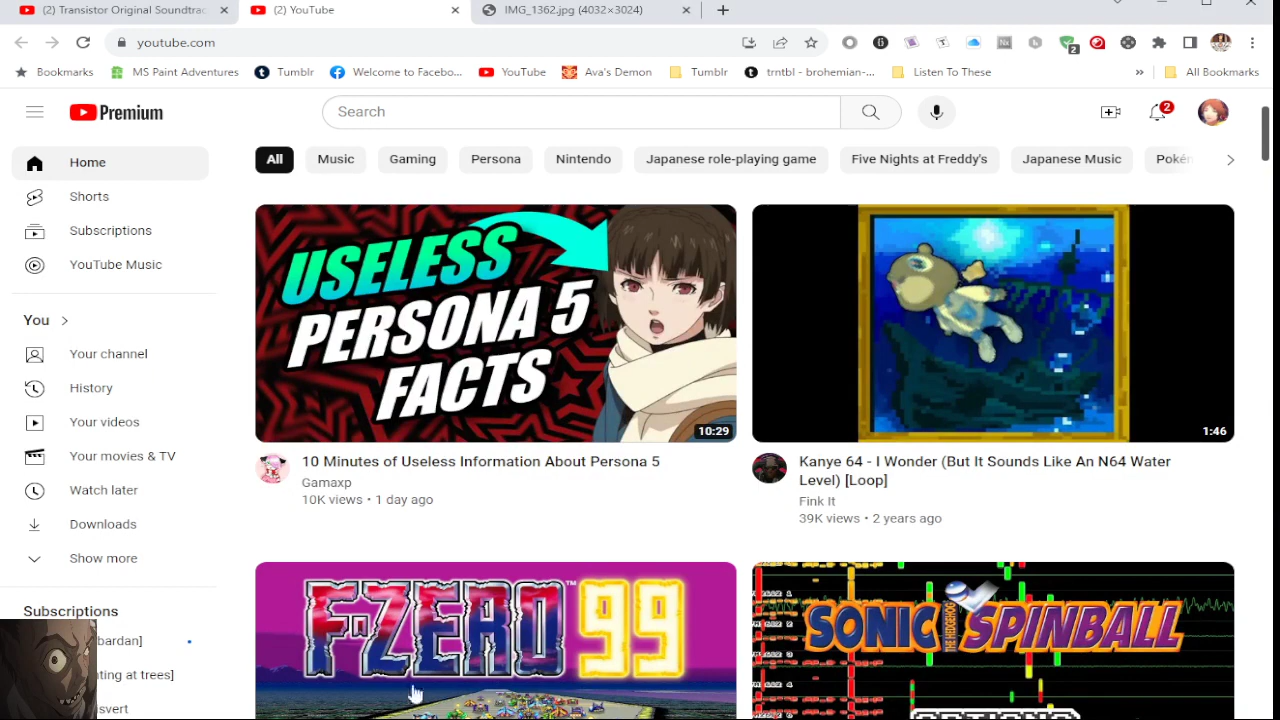 (2) Transistor Original Soundtrac
(2) YouTube
IMG_1362.jpg (4032×3024)
youtube.com
2
Bookmarks
MS Paint Adventures
Tumblr
Welcome to Facebo...
YouTube
Ava's Demon
Tumblr
trntbl - brohemian-...
Listen To These
»
All Bookmarks
Premium
Search
2
All
Music
Gaming
Persona
Nintendo
Japanese role-playing game
Five Nights at Freddy's
Japanese Music
Poké
Home
Shorts
Subscriptions
YouTube Music
You
Your channel
History
Your videos
Your movies & TV
Watch later
Downloads
Show more
Subscriptions
bardan]
ting at trees]
svert
USELESS
PERSONA 5
FACTS
10:29
10 Minutes of Useless Information About Persona 5
Gamaxp
10K views • 1 day ago
1:46
Kanye 64 - I Wonder (But It Sounds Like An N64 Water
Level) [Loop]
Fink It
39K views • 2 years ago
F-ZERO 99
™
SONIC
THE HEDGEHOG
SPINBALL
OPTIONS